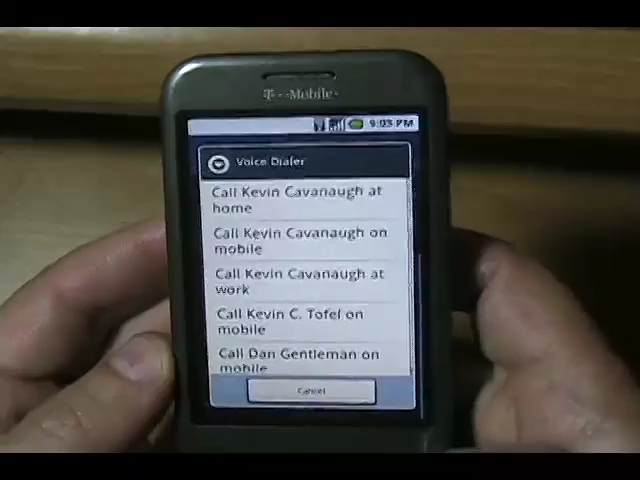 T··Mobile·
9:03 PM
Voice Dialer
Call Kevin Cavanaugh at
home
Call Kevin Cavanaugh on
mobile
Call Kevin Cavanaugh at
work
Call Kevin C. Tofel on
mobile
Call Dan Gentleman on
mobile
Cancel